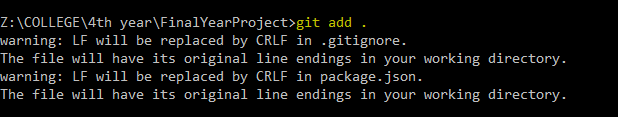 Z:\COLLEGE\4th year\FinalYearProject>git add .
warning: LF will be replaced by CRLF in .gitignore.
The file will have its original line endings in your working directory.
warning: LF will be replaced by CRLF in package.json.
The file will have its original line endings in your working directory.